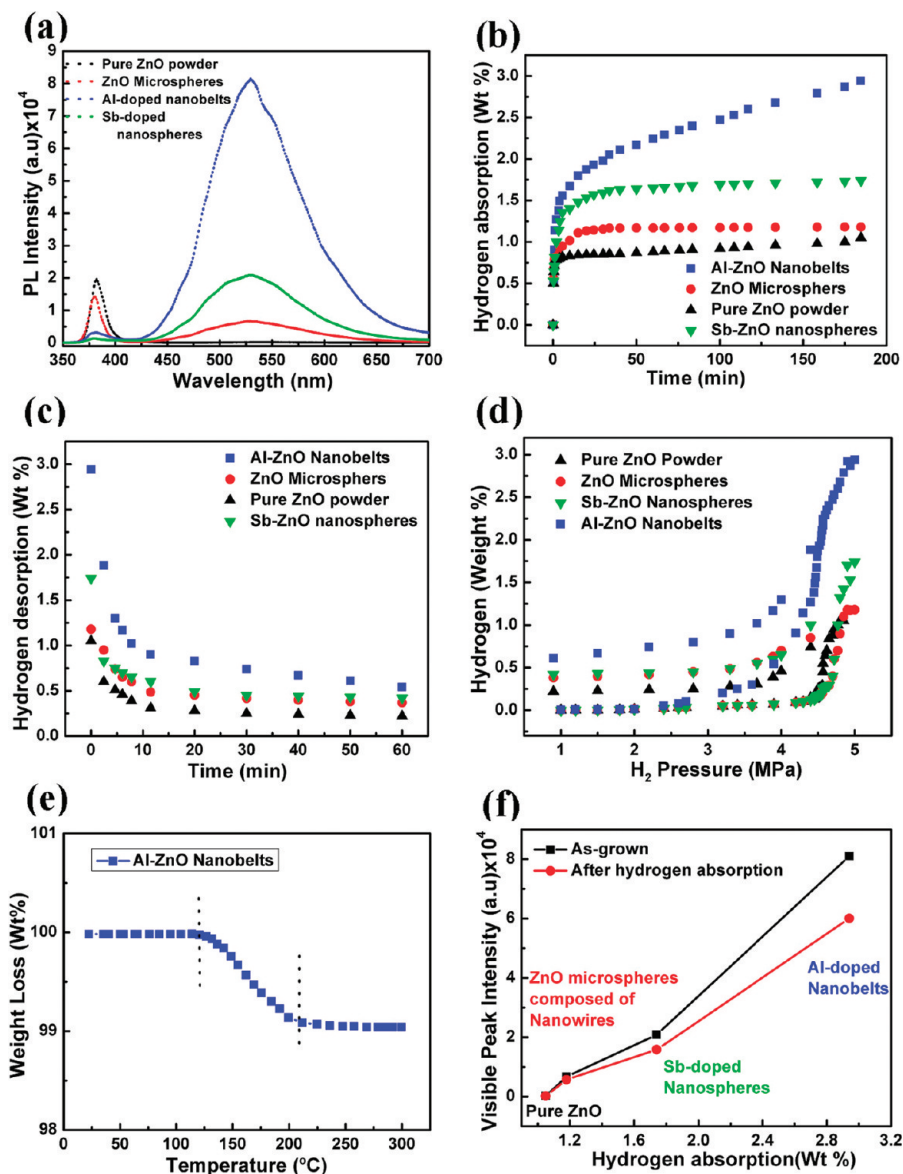 (a)
PL Intensity (a.u)x10⁴
9
8
7
6
5
4
3
2
1
0
Pure ZnO powder
ZnO Microspheres
Al-doped nanobelts
Sb-doped
nanospheres
350 400 450 500 550 600 650 700
Wavelength (nm)
(b)
Hydrogen absorption (Wt %)
3.0
2.5
2.0
1.5
1.0
0.5
0.0
Al-ZnO Nanobelts
ZnO Microsphers
Pure ZnO powder
Sb-ZnO nanospheres
0 50 100 150 200
Time (min)
(c)
Hydrogen desorption (Wt %)
3.0
2.5
2.0
1.5
1.0
0.5
0.0
Al-ZnO Nanobelts
ZnO Microsphers
Pure ZnO powder
Sb-ZnO nanospheres
0 10 20 30 40 50 60
Time (min)
(d)
Hydrogen (Weight %)
3.0
2.5
2.0
1.5
1.0
0.5
0.0
Pure ZnO Powder
ZnO Microspheres
Sb-ZnO Nanospheres
Al-ZnO Nanobelts
1 2 3 4 5
H₂ Pressure (MPa)
(e)
Weight Loss (Wt%)
101
100
99
98
Al-ZnO Nanobelts
0 50 100 150 200 250 300
Temperature (ºC)
(f)
Visible Peak Intensity (a.u)x10⁴
8
6
4
2
0
As-grown
After hydrogen absorption
ZnO microspheres
composed of
Nanowires
Al-doped
Nanobelts
Sb-doped
Nanospheres
Pure ZnO
1.2 1.6 2.0 2.4 2.8 3.2
Hydrogen absorption(Wt %)